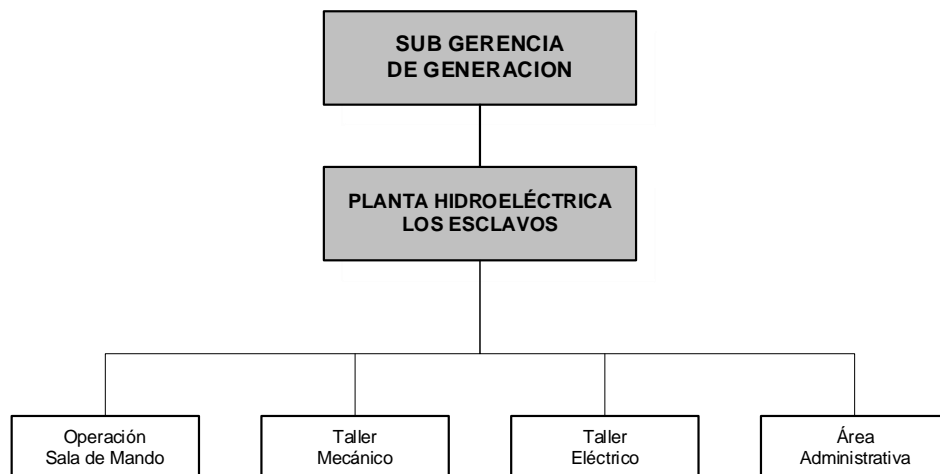 SUB GERENCIA
DE GENERACION
PLANTA HIDROELÉCTRICA
LOS ESCLAVOS
Operación
Sala de Mando
Taller
Mecánico
Taller
Eléctrico
Área
Administrativa